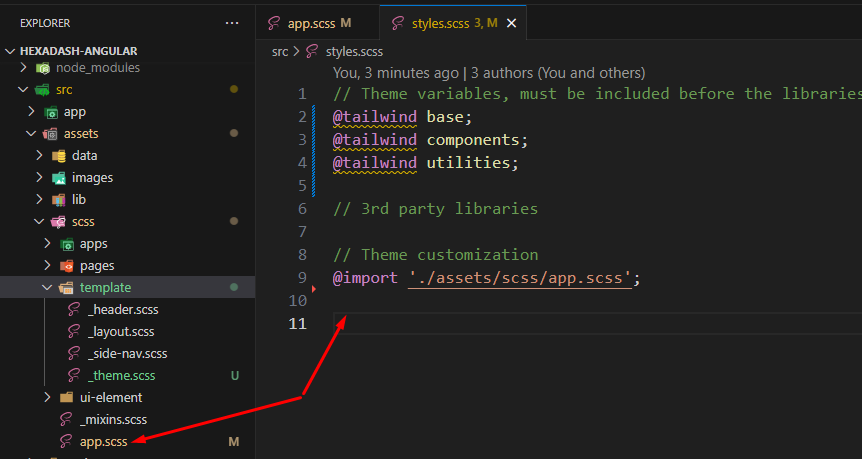 EXPLORER
...
HEXADASH-ANGULAR
node_modules
src
app
assets
data
images
lib
scss
apps
pages
template
_header.scss
_layout.scss
_side-nav.scss
_theme.scss U
ui-element
_mixins.scss
app.scss M
app.scss M
styles.scss 3, M
src > styles.scss
You, 3 minutes ago | 3 authors (You and others)
1 // Theme variables, must be included before the libraries
2 @tailwind base;
3 @tailwind components;
4 @tailwind utilities;
5
6 // 3rd party libraries
7
8 // Theme customization
9 @import './assets/scss/app.scss';
10
11